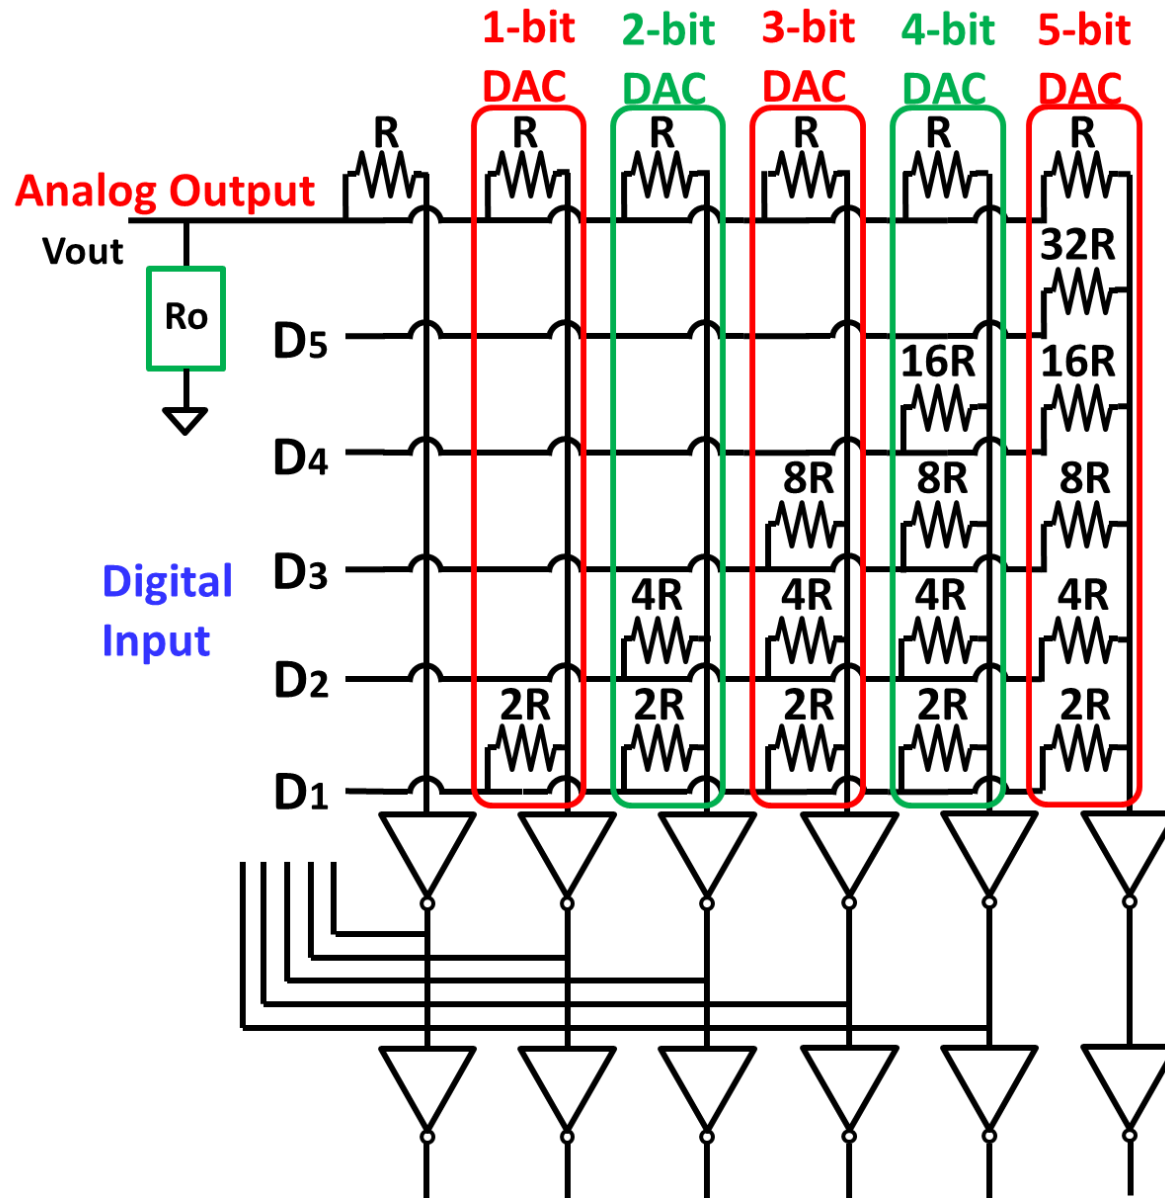 1-bit 2-bit 3-bit 4-bit 5-bit
DAC DAC DAC DAC DAC
R R R R R R
Analog Output
Vout
32R
Ro
D5
16R 16R
D4
8R 8R 8R
D3
Digital
Input
4R 4R 4R 4R
D2
2R 2R 2R 2R 2R
D1